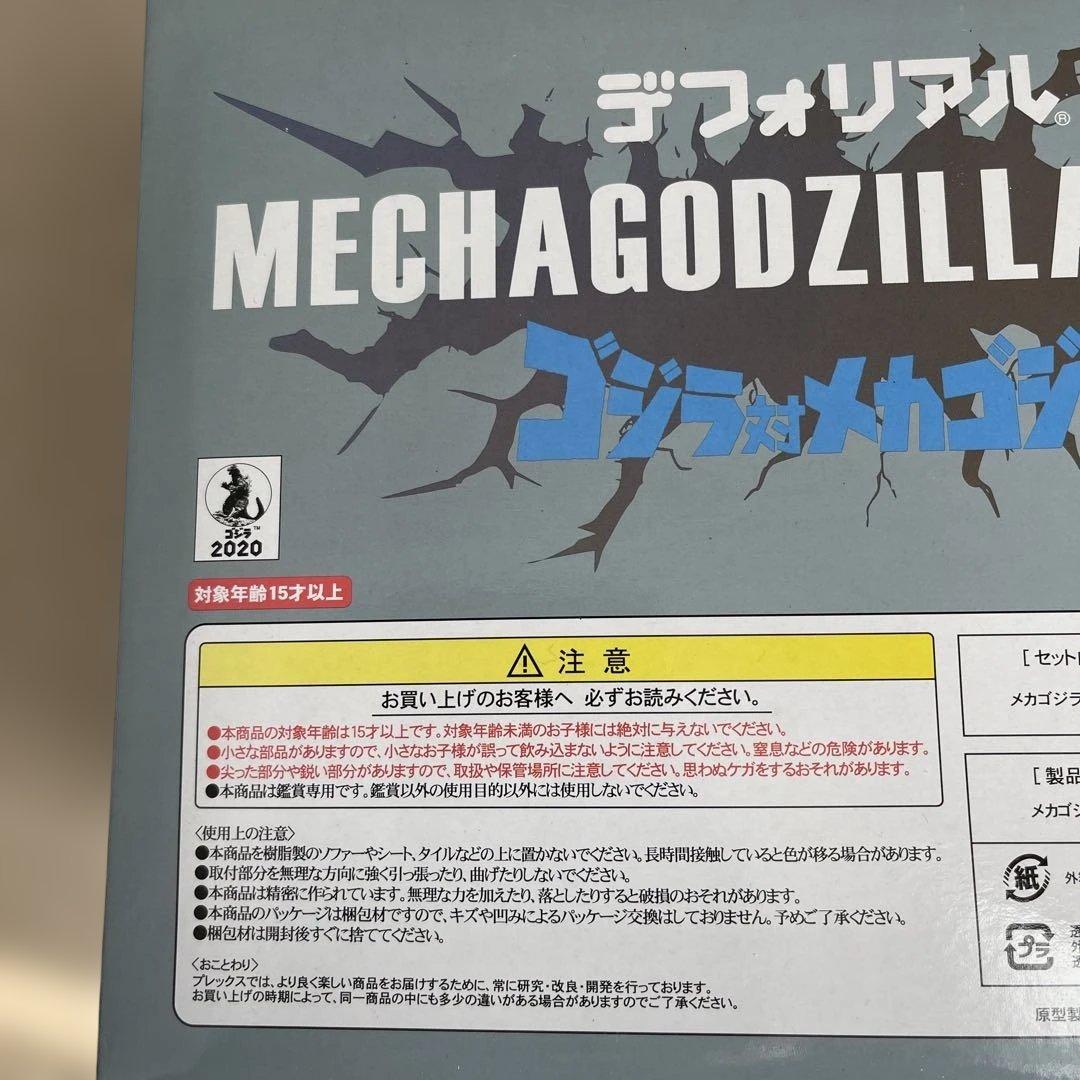 デフォリアル®
MECHAGODZILLA
ゴジラ対メカゴジ
ゴジラ™
2020
対象年齢15才以上
注 意
お買い上げのお客様へ 必ずお読みください。
●本商品の対象年齢は15才以上です。対象年齢未満のお子様には絶対に与えないでください。
●小さな部品がありますので、小さなお子様が誤って飲み込まないように注意してください。窒息などの危険があります。
●尖った部分や鋭い部分がありますので、取扱や保管場所に注意してください。思わぬケガをするおそれがあります。
●本商品は鑑賞専用です。鑑賞以外の使用目的以外には使用しないでください。
〈使用上の注意〉
●本商品を樹脂製のソファーやシート、タイルなどの上に置かないでください。長時間接触していると色が移る場合があります。
●取付部分を無理な方向に強く引っ張ったり、曲げたりしないでください。
●本商品は精密に作られています。無理な力を加えたり、落としたりすると破損のおそれがあります。
●本商品のパッケージは梱包材ですので、キズや凹みによるパッケージ交換はしておりません。予めご了承ください。
●梱包材は開封後すぐに捨ててください。
〈おことわり〉
プレックスでは、より良く楽しい商品をお届けするために、常に研究・改良・開発を行っております。
お買い上げの時期によって、同一商品の中にも多少の違いがある場合がありますのでご了承ください。
[セット
メカゴジラ
[製品
メカゴジ
紙
外
プラ
透
外
透
原型製